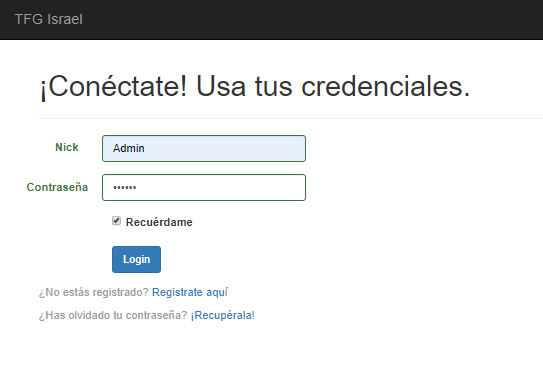 TFG Israel
¡Conéctate! Usa tus credenciales.
Nick Admin
Contraseña ••••••
Recuérdame
Login
¿No estás registrado? Registrate aquí
¿Has olvidado tu contraseña? ¡Recupérala!